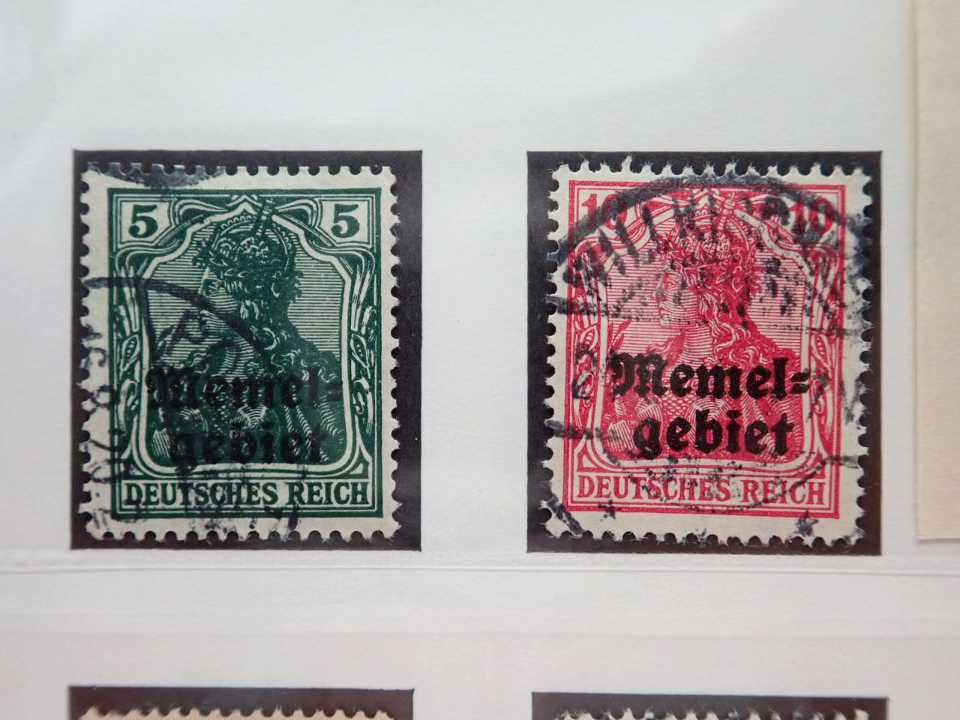 5 5
Memel-
gebiet
DEUTSCHES REICH
10 10
Memel-
gebiet
DEUTSCHES REICH